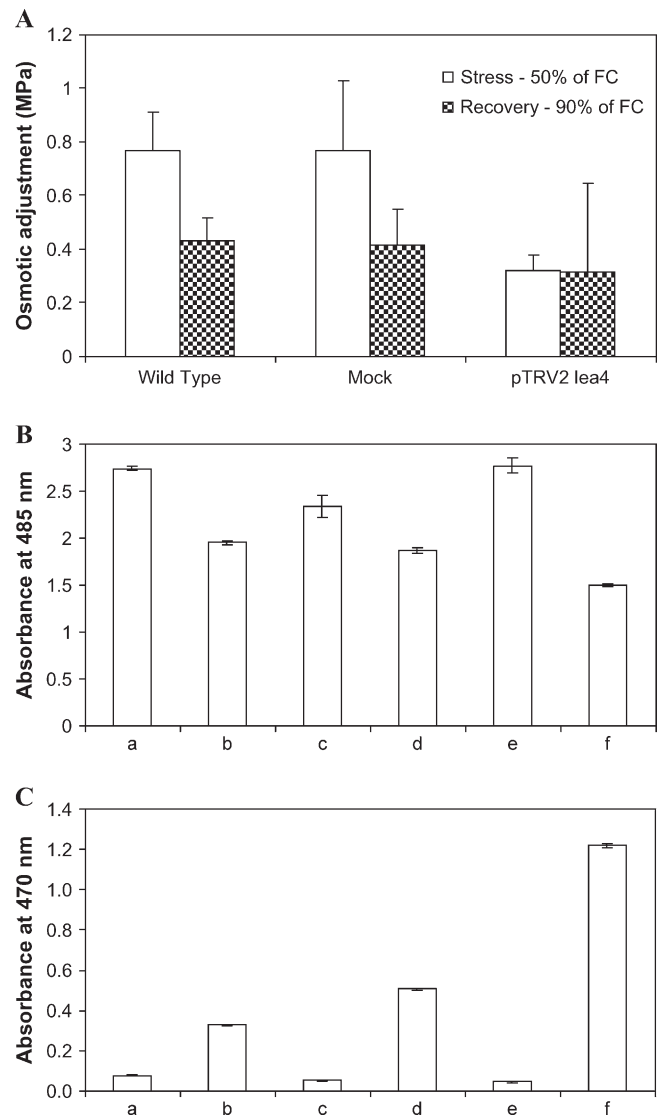 A
Osmotic adjustment (MPa)
1.2
1
0.8
0.6
0.4
0.2
0
Stress - 50% of FC
Recovery - 90% of FC
Wild Type Mock pTRV2 lea4
B
Absorbance at 485 nm
3
2.5
2
1.5
1
0.5
0
a b c d e f
C
Absorbance at 470 nm
1.4
1.2
1.0
0.8
0.6
0.4
0.2
0.0
a b c d e f